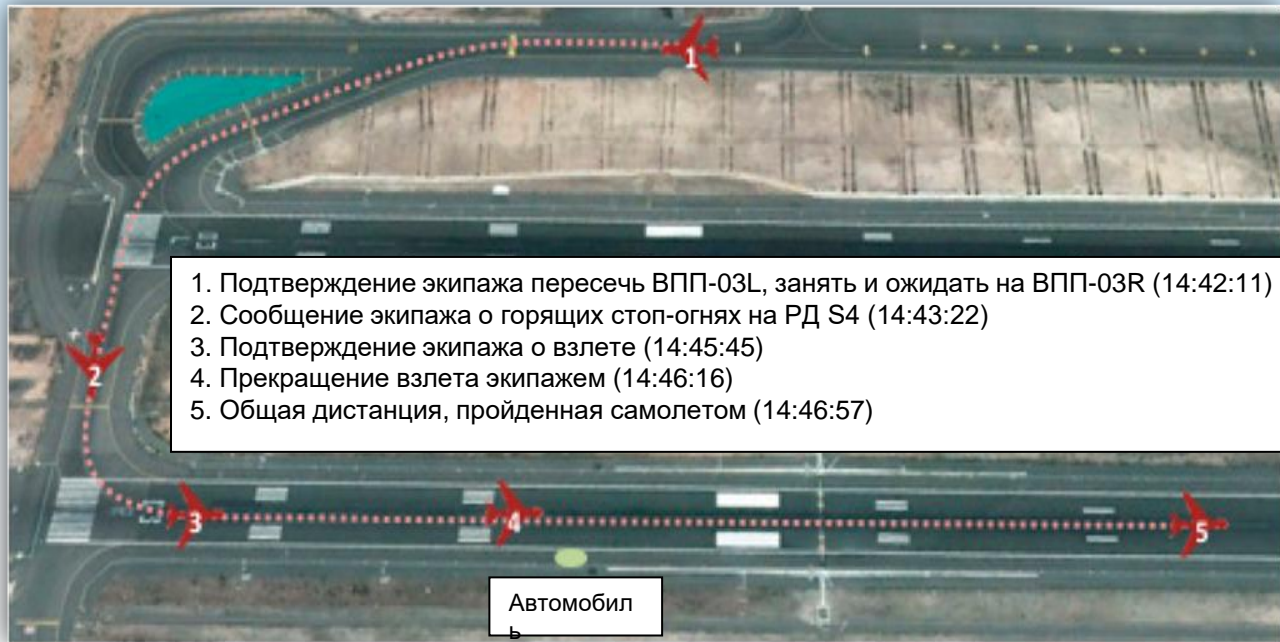 1
1. Подтверждение экипажа пересечь ВПП-03L, занять и ожидать на ВПП-03R (14:42:11)
2. Сообщение экипажа о горящих стоп-огнях на РД S4 (14:43:22)
3. Подтверждение экипажа о взлете (14:45:45)
4. Прекращение взлета экипажем (14:46:16)
5. Общая дистанция, пройденная самолетом (14:46:57)
2
3
4
5
Автомобил
ь